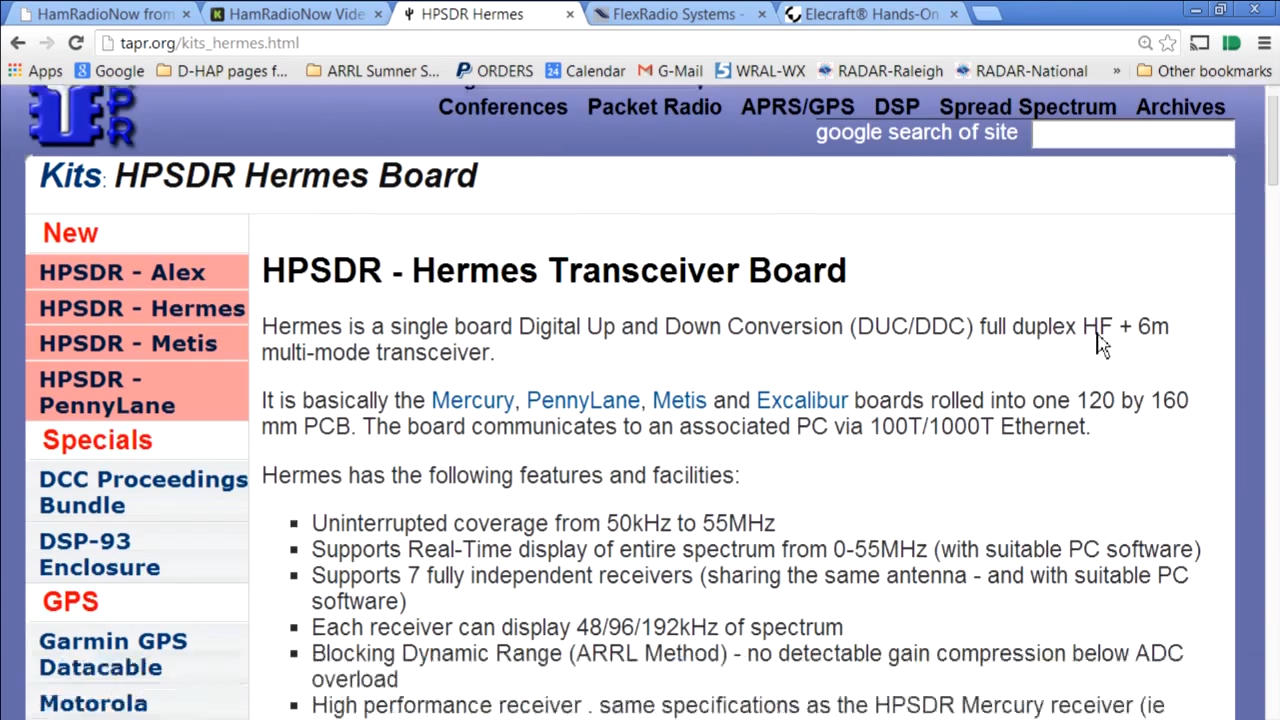 HamRadioNow from
HamRadioNow Vide
HPSDR Hermes
FlexRadio Systems -
Elecraft® Hands-On
tapr.org/kits_hermes.html
Apps Google D-HAP pages f... ARRL Sumner S... ORDERS 24 Calendar G-Mail WRAL-WX RADAR-Raleigh RADAR-National » Other bookmarks
PR
Conferences Packet Radio APRS/GPS DSP Spread Spectrum Archives
google search of site
Kits: HPSDR Hermes Board
New
HPSDR - Alex
HPSDR - Hermes
HPSDR - Metis
HPSDR -
PennyLane
Specials
DCC Proceedings
Bundle
DSP-93
Enclosure
GPS
Garmin GPS
Datacable
Motorola
HPSDR - Hermes Transceiver Board
Hermes is a single board Digital Up and Down Conversion (DUC/DDC) full duplex HF + 6m
multi-mode transceiver.
It is basically the Mercury, PennyLane, Metis and Excalibur boards rolled into one 120 by 160
mm PCB. The board communicates to an associated PC via 100T/1000T Ethernet.
Hermes has the following features and facilities:
▪ Uninterrupted coverage from 50kHz to 55MHz
▪ Supports Real-Time display of entire spectrum from 0-55MHz (with suitable PC software)
▪ Supports 7 fully independent receivers (sharing the same antenna - and with suitable PC
software)
▪ Each receiver can display 48/96/192kHz of spectrum
▪ Blocking Dynamic Range (ARRL Method) - no detectable gain compression below ADC
overload
▪ High performance receiver . same specifications as the HPSDR Mercury receiver (ie